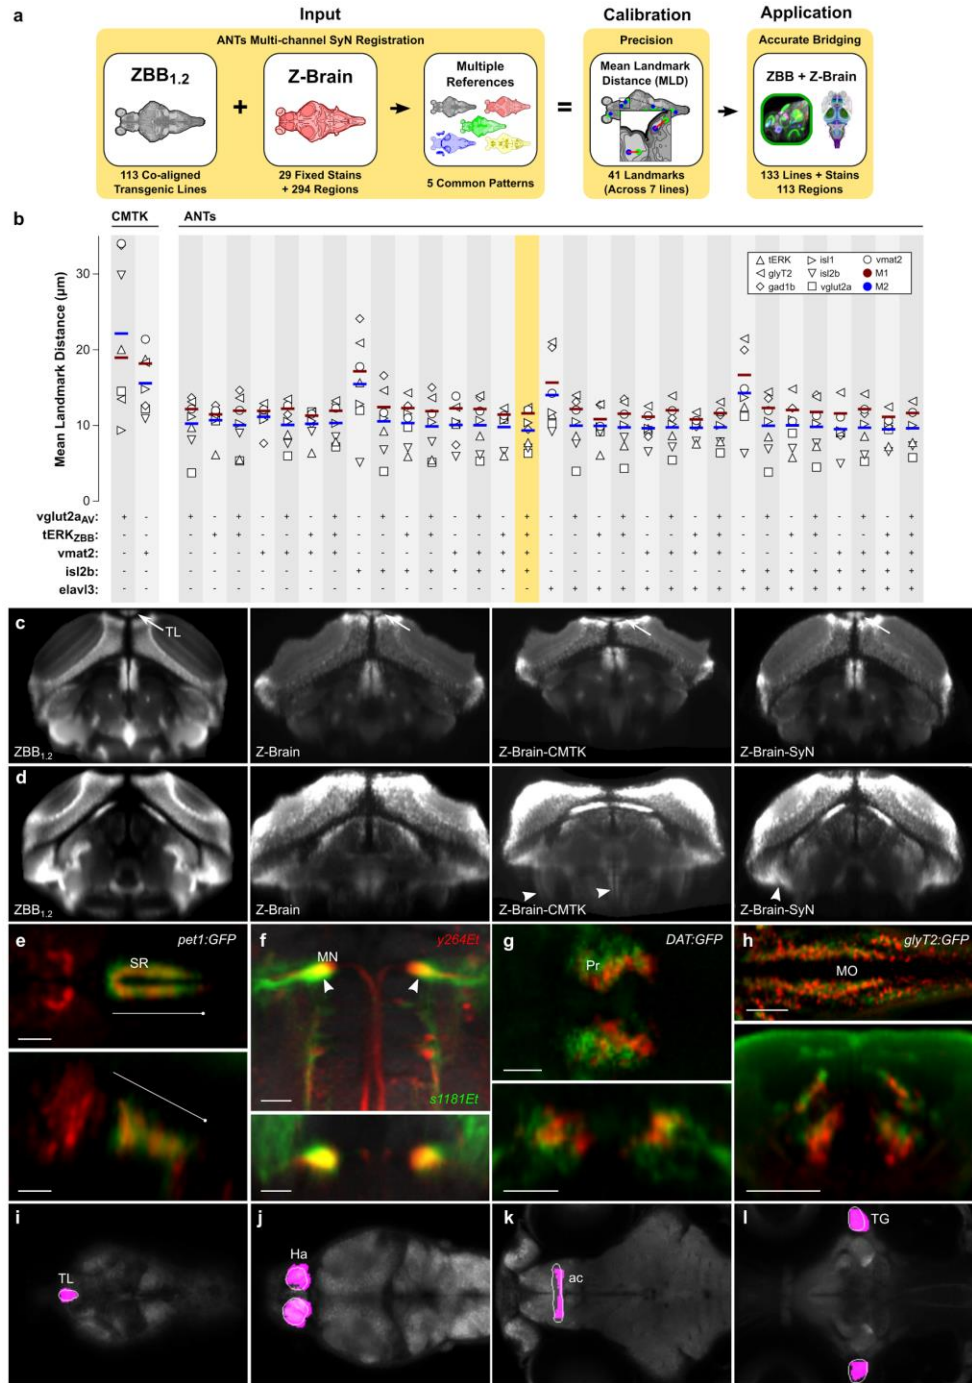 a
Input
Calibration
Application
ANTs Multi-channel SyN Registration
Precision
Accurate Bridging
ZBB1.2
+
Z-Brain
Multiple
References
=
Mean Landmark
Distance (MLD)
ZBB + Z-Brain
113 Co-aligned
Transgenic Lines
29 Fixed Stains
+ 294 Regions
5 Common Patterns
41 Landmarks
(Across 7 lines)
133 Lines + Stains
113 Regions
b
CMTK
ANTs
Mean Landmark Distance (µm)
30
20
10
0
tERK
isl1
vmat2
glyT2
isl2b
M1
gad1b
vglut2a
M2
vglut2aAV: + - + - + - + - + - + - + - + - + - + - + - + - + - + - + - + - +
tERKZBB: - - - + + - - + + - - + + - - + + - - + + - - + + - - + + - - + +
vmat2: - + - - - + + + + - - - - + + + + - - - - + + + + - - - - + + + +
isl2b: - - - - - - - - - + + + + + + + + - - - - - - - - + + + + + + + +
elavl3: - - - - - - - - - - - - - - - - - + + + + + + + + + + + + + + + +
c
TL
ZBB1.2
Z-Brain
Z-Brain-CMTK
Z-Brain-SyN
d
ZBB1.2
Z-Brain
Z-Brain-CMTK
Z-Brain-SyN
e
pet1:GFP
SR
f
y264Et
MN
s1181Et
g
DAT:GFP
Pr
h
glyT2:GFP
MO
i
TL
j
Ha
k
ac
l
TG